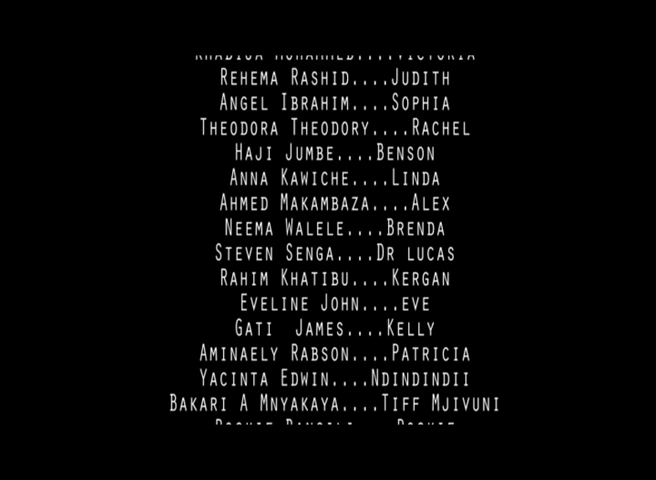 Rehema Rashid....Judith
Angel Ibrahim....Sophia
Theodora Theodory....Rachel
Haji Jumbe....Benson
Anna Kawiche....Linda
Ahmed Makambaza....Alex
Neema Walele....Brenda
Steven Senga....Dr lucas
Rahim Khatibu....Kergan
Eveline John....eve
Gati  James....Kelly
Aminaely Rabson....Patricia
Yacinta Edwin....Ndindindii
Bakari A Mnyakaya....Tiff Mjivuni